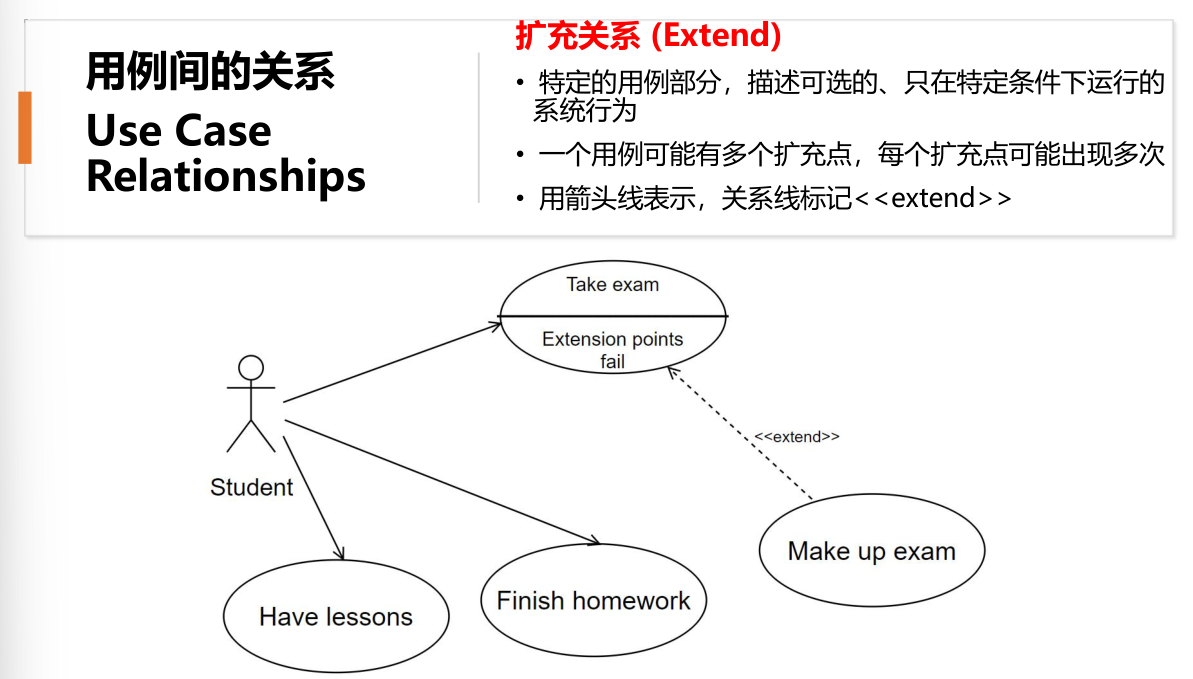 用例间的关系
Use Case
Relationships
扩充关系 (Extend)
• 特定的用例部分，描述可选的、只在特定条件下运行的
系统行为
• 一个用例可能有多个扩充点，每个扩充点可能出现多次
• 用箭头线表示，关系线标记<<extend>>
Take exam
Extension points
fail
<<extend>>
Student
Make up exam
Have lessons
Finish homework